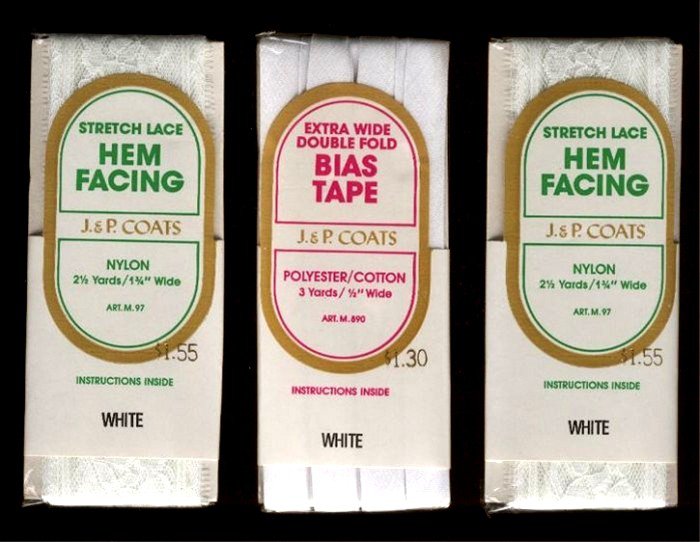 STRETCH LACE
HEM
FACING
J. & P. COATS
NYLON
2½ Yards/1¾" Wide
ART. M. 97
$1.55
INSTRUCTIONS INSIDE
WHITE
EXTRA WIDE
DOUBLE FOLD
BIAS
TAPE
J. & P. COATS
POLYESTER/COTTON
3 Yards/½" Wide
ART. M. 890
$1.30
INSTRUCTIONS INSIDE
WHITE
STRETCH LACE
HEM
FACING
J. & P. COATS
NYLON
2½ Yards/1¾" Wide
ART. M. 97
$1.55
INSTRUCTIONS INSIDE
WHITE